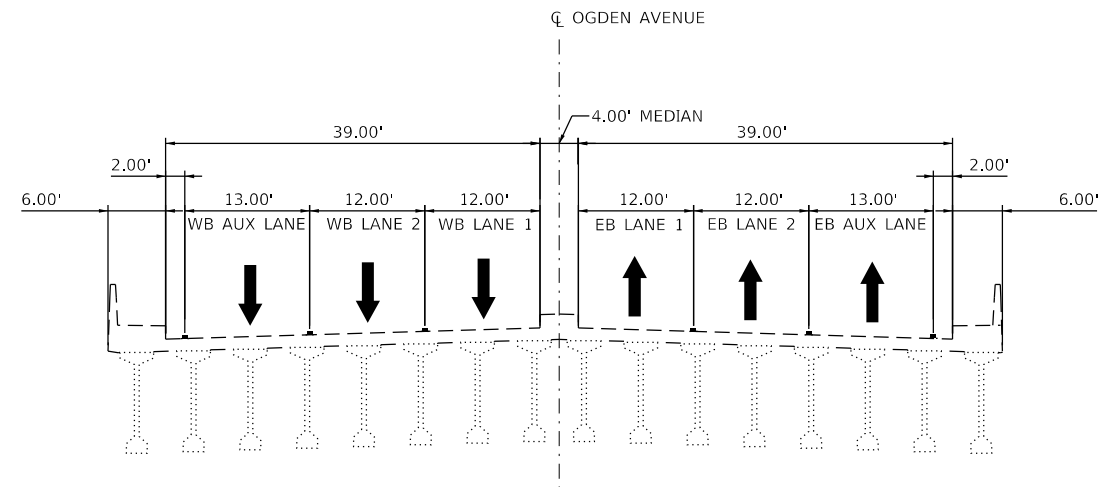 ℄ OGDEN AVENUE
4.00' MEDIAN
39.00'
39.00'
2.00'
2.00'
6.00'
13.00'
12.00'
12.00'
12.00'
12.00'
13.00'
6.00'
WB AUX LANE
WB LANE 2
WB LANE 1
EB LANE 1
EB LANE 2
EB AUX LANE